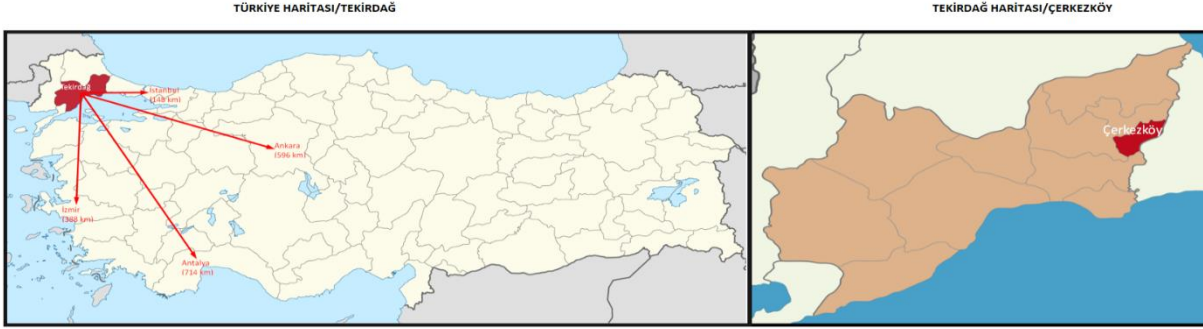 TÜRKİYE HARİTASI/TEKİRDAĞ
TEKİRDAĞ HARİTASI/ÇERKEZKÖY
Tekirdağ
İstanbul
(148 km)
Ankara
(596 km)
İzmir
Antalya
(714 km)
Çerkezköy